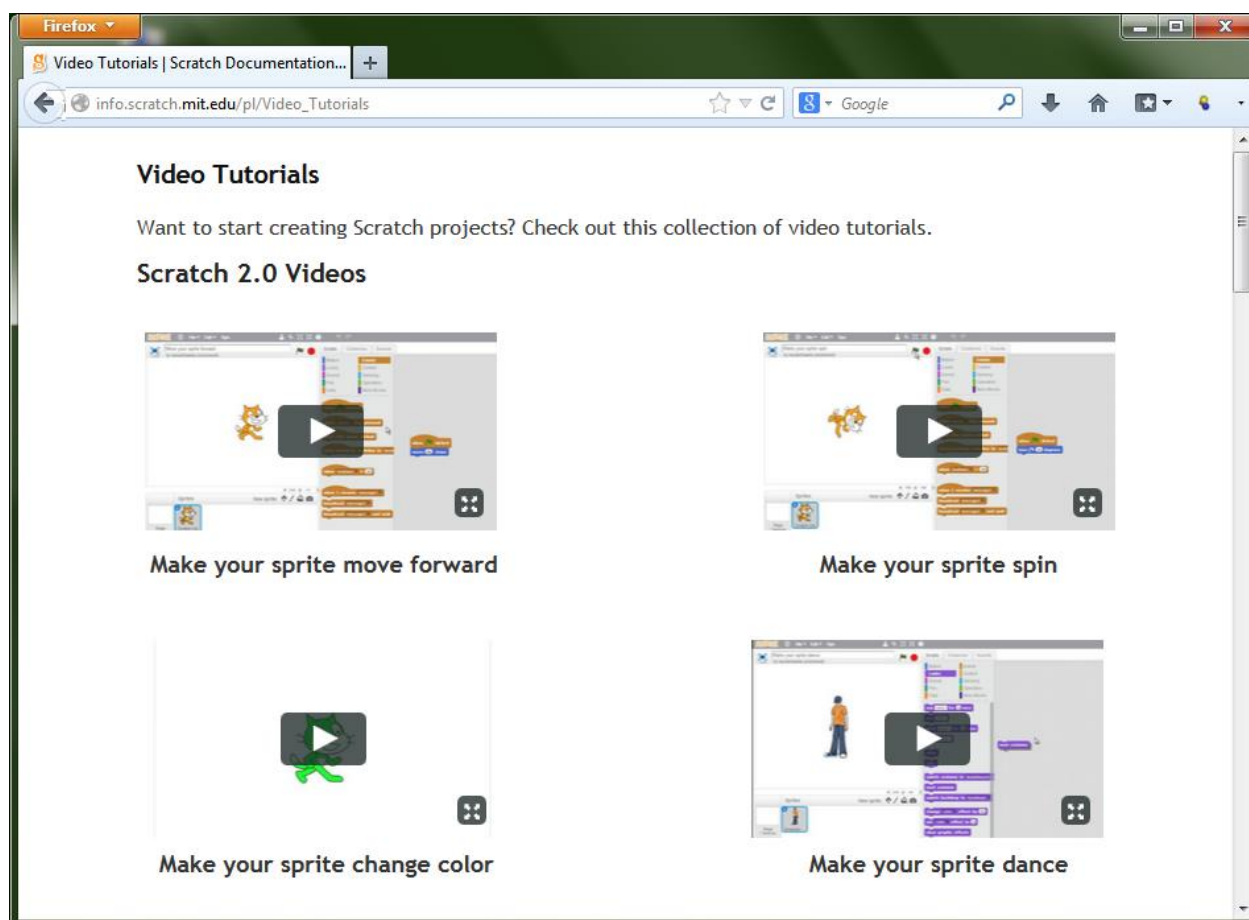 Firefox
Video Tutorials | Scratch Documentation...
info.scratch.mit.edu/pl/Video_Tutorials
Google
Video Tutorials
Want to start creating Scratch projects? Check out this collection of video tutorials.
Scratch 2.0 Videos
Make your sprite move forward
Make your sprite spin
Make your sprite change color
Make your sprite dance